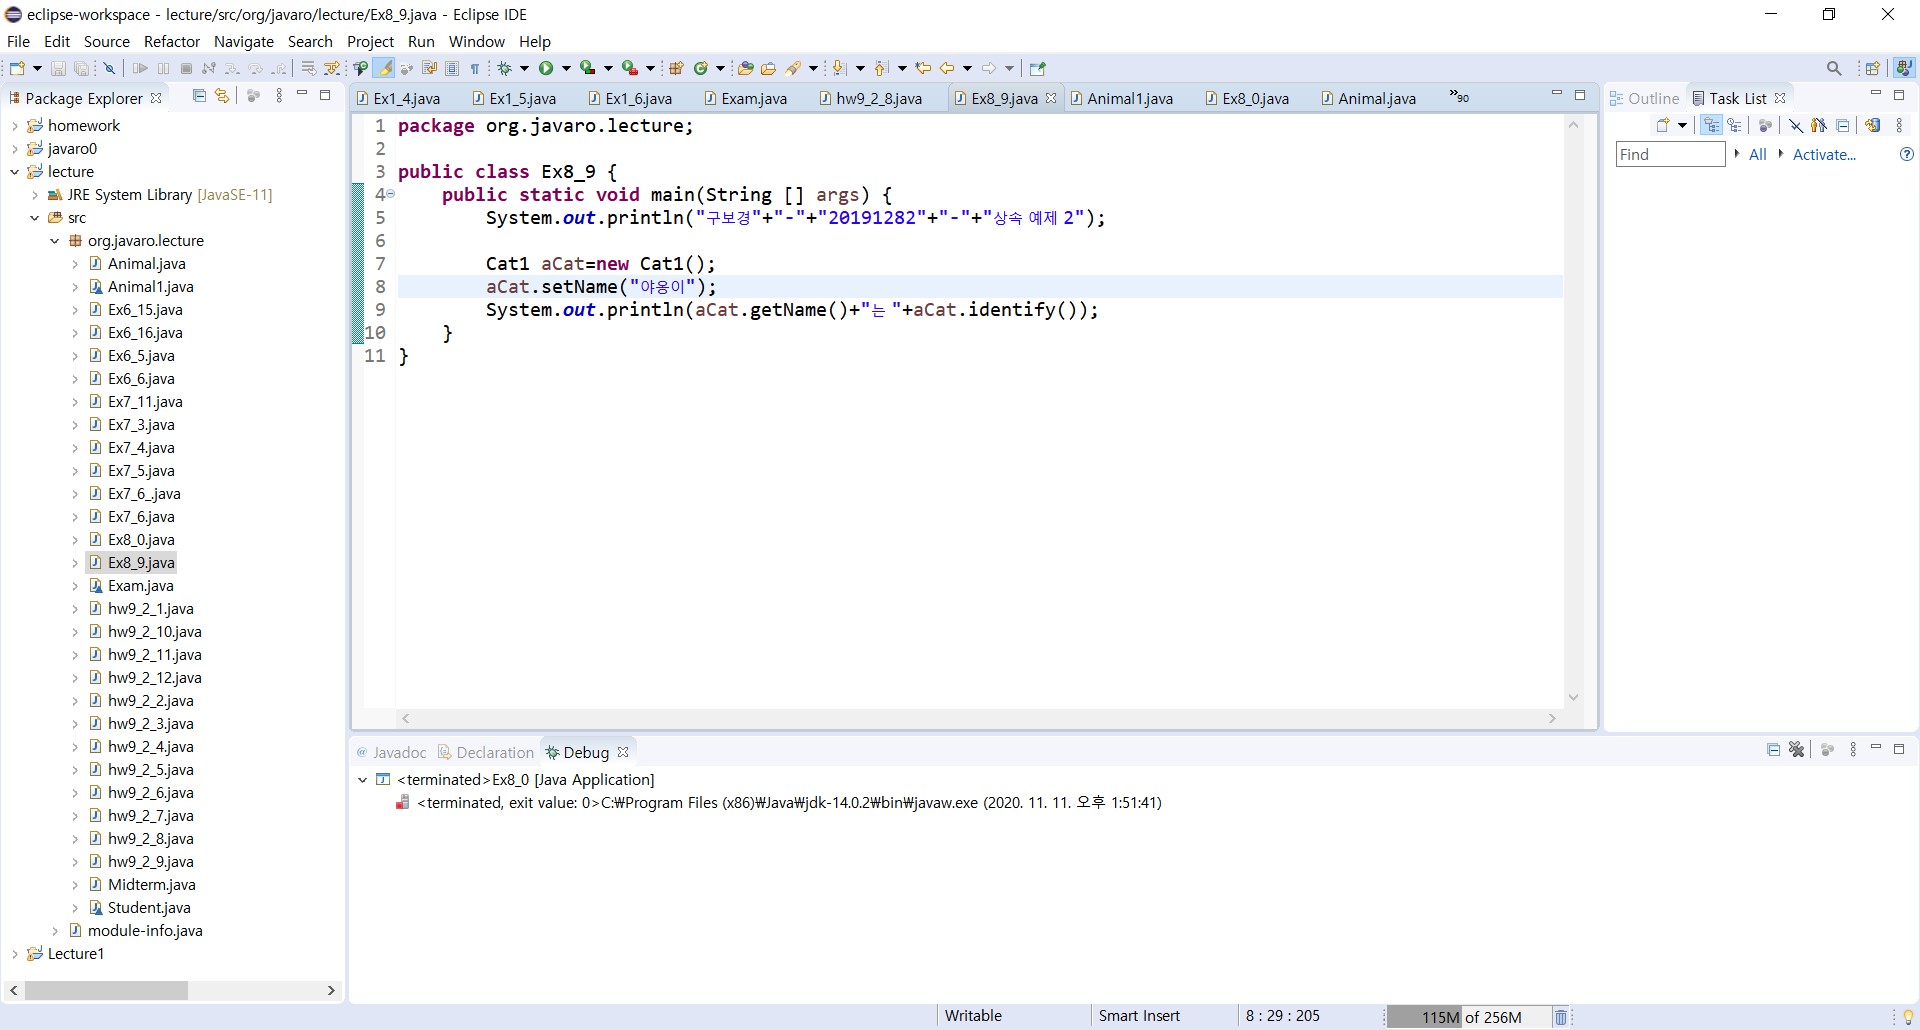 eclipse-workspace - lecture/src/org/javaro/lecture/Ex8_9.java - Eclipse IDE
File Edit Source Refactor Navigate Search Project Run Window Help
Package Explorer
homework
javaro0
lecture
JRE System Library [JavaSE-11]
src
org.javaro.lecture
Animal.java
Animal1.java
Ex6_15.java
Ex6_16.java
Ex6_5.java
Ex6_6.java
Ex7_11.java
Ex7_3.java
Ex7_4.java
Ex7_5.java
Ex7_6_.java
Ex7_6.java
Ex8_0.java
Ex8_9.java
Exam.java
hw9_2_1.java
hw9_2_10.java
hw9_2_11.java
hw9_2_12.java
hw9_2_2.java
hw9_2_3.java
hw9_2_4.java
hw9_2_5.java
hw9_2_6.java
hw9_2_7.java
hw9_2_8.java
hw9_2_9.java
Midterm.java
Student.java
module-info.java
Lecture1
Ex1_4.java Ex1_5.java Ex1_6.java Exam.java hw9_2_8.java Ex8_9.java Animal1.java Ex8_0.java Animal.java »90
1 package org.javaro.lecture;
2
3 public class Ex8_9 {
4 public static void main(String [] args) {
5 System.out.println("구보경"+"-"+"20191282"+"-"+"상속 예제 2");
6
7 Cat1 aCat=new Cat1();
8 aCat.setName("야옹이");
9 System.out.println(aCat.getName()+"는 "+aCat.identify());
10 }
11 }
Outline Task List
Find All Activate...
Javadoc Declaration Debug
<terminated>Ex8_0 [Java Application]
<terminated, exit value: 0>C:₩Program Files (x86)₩Java₩jdk-14.0.2₩bin₩javaw.exe (2020. 11. 11. 오후 1:51:41)
Writable Smart Insert 8 : 29 : 205 115M of 256M